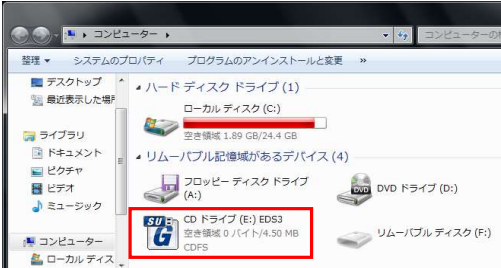 コンピューター
コンピューターの検
整理 システムのプロパティ プログラムのアンインストールと変更 »
デスクトップ
最近表示した場所
ライブラリ
ドキュメント
ピクチャ
ビデオ
ミュージック
コンピューター
ローカル ディス
ハード ディスク ドライブ (1)
ローカル ディスク (C:)
空き領域 1.89 GB/24.4 GB
リムーバブル記憶域があるデバイス (4)
フロッピー ディスク ドライブ
(A:)
DVD
DVD ドライブ (D:)
SUF
G
CD ドライブ (E:) EDS3
空き領域 0 バイト/4.50 MB
CDFS
リムーバブル ディスク (F:)